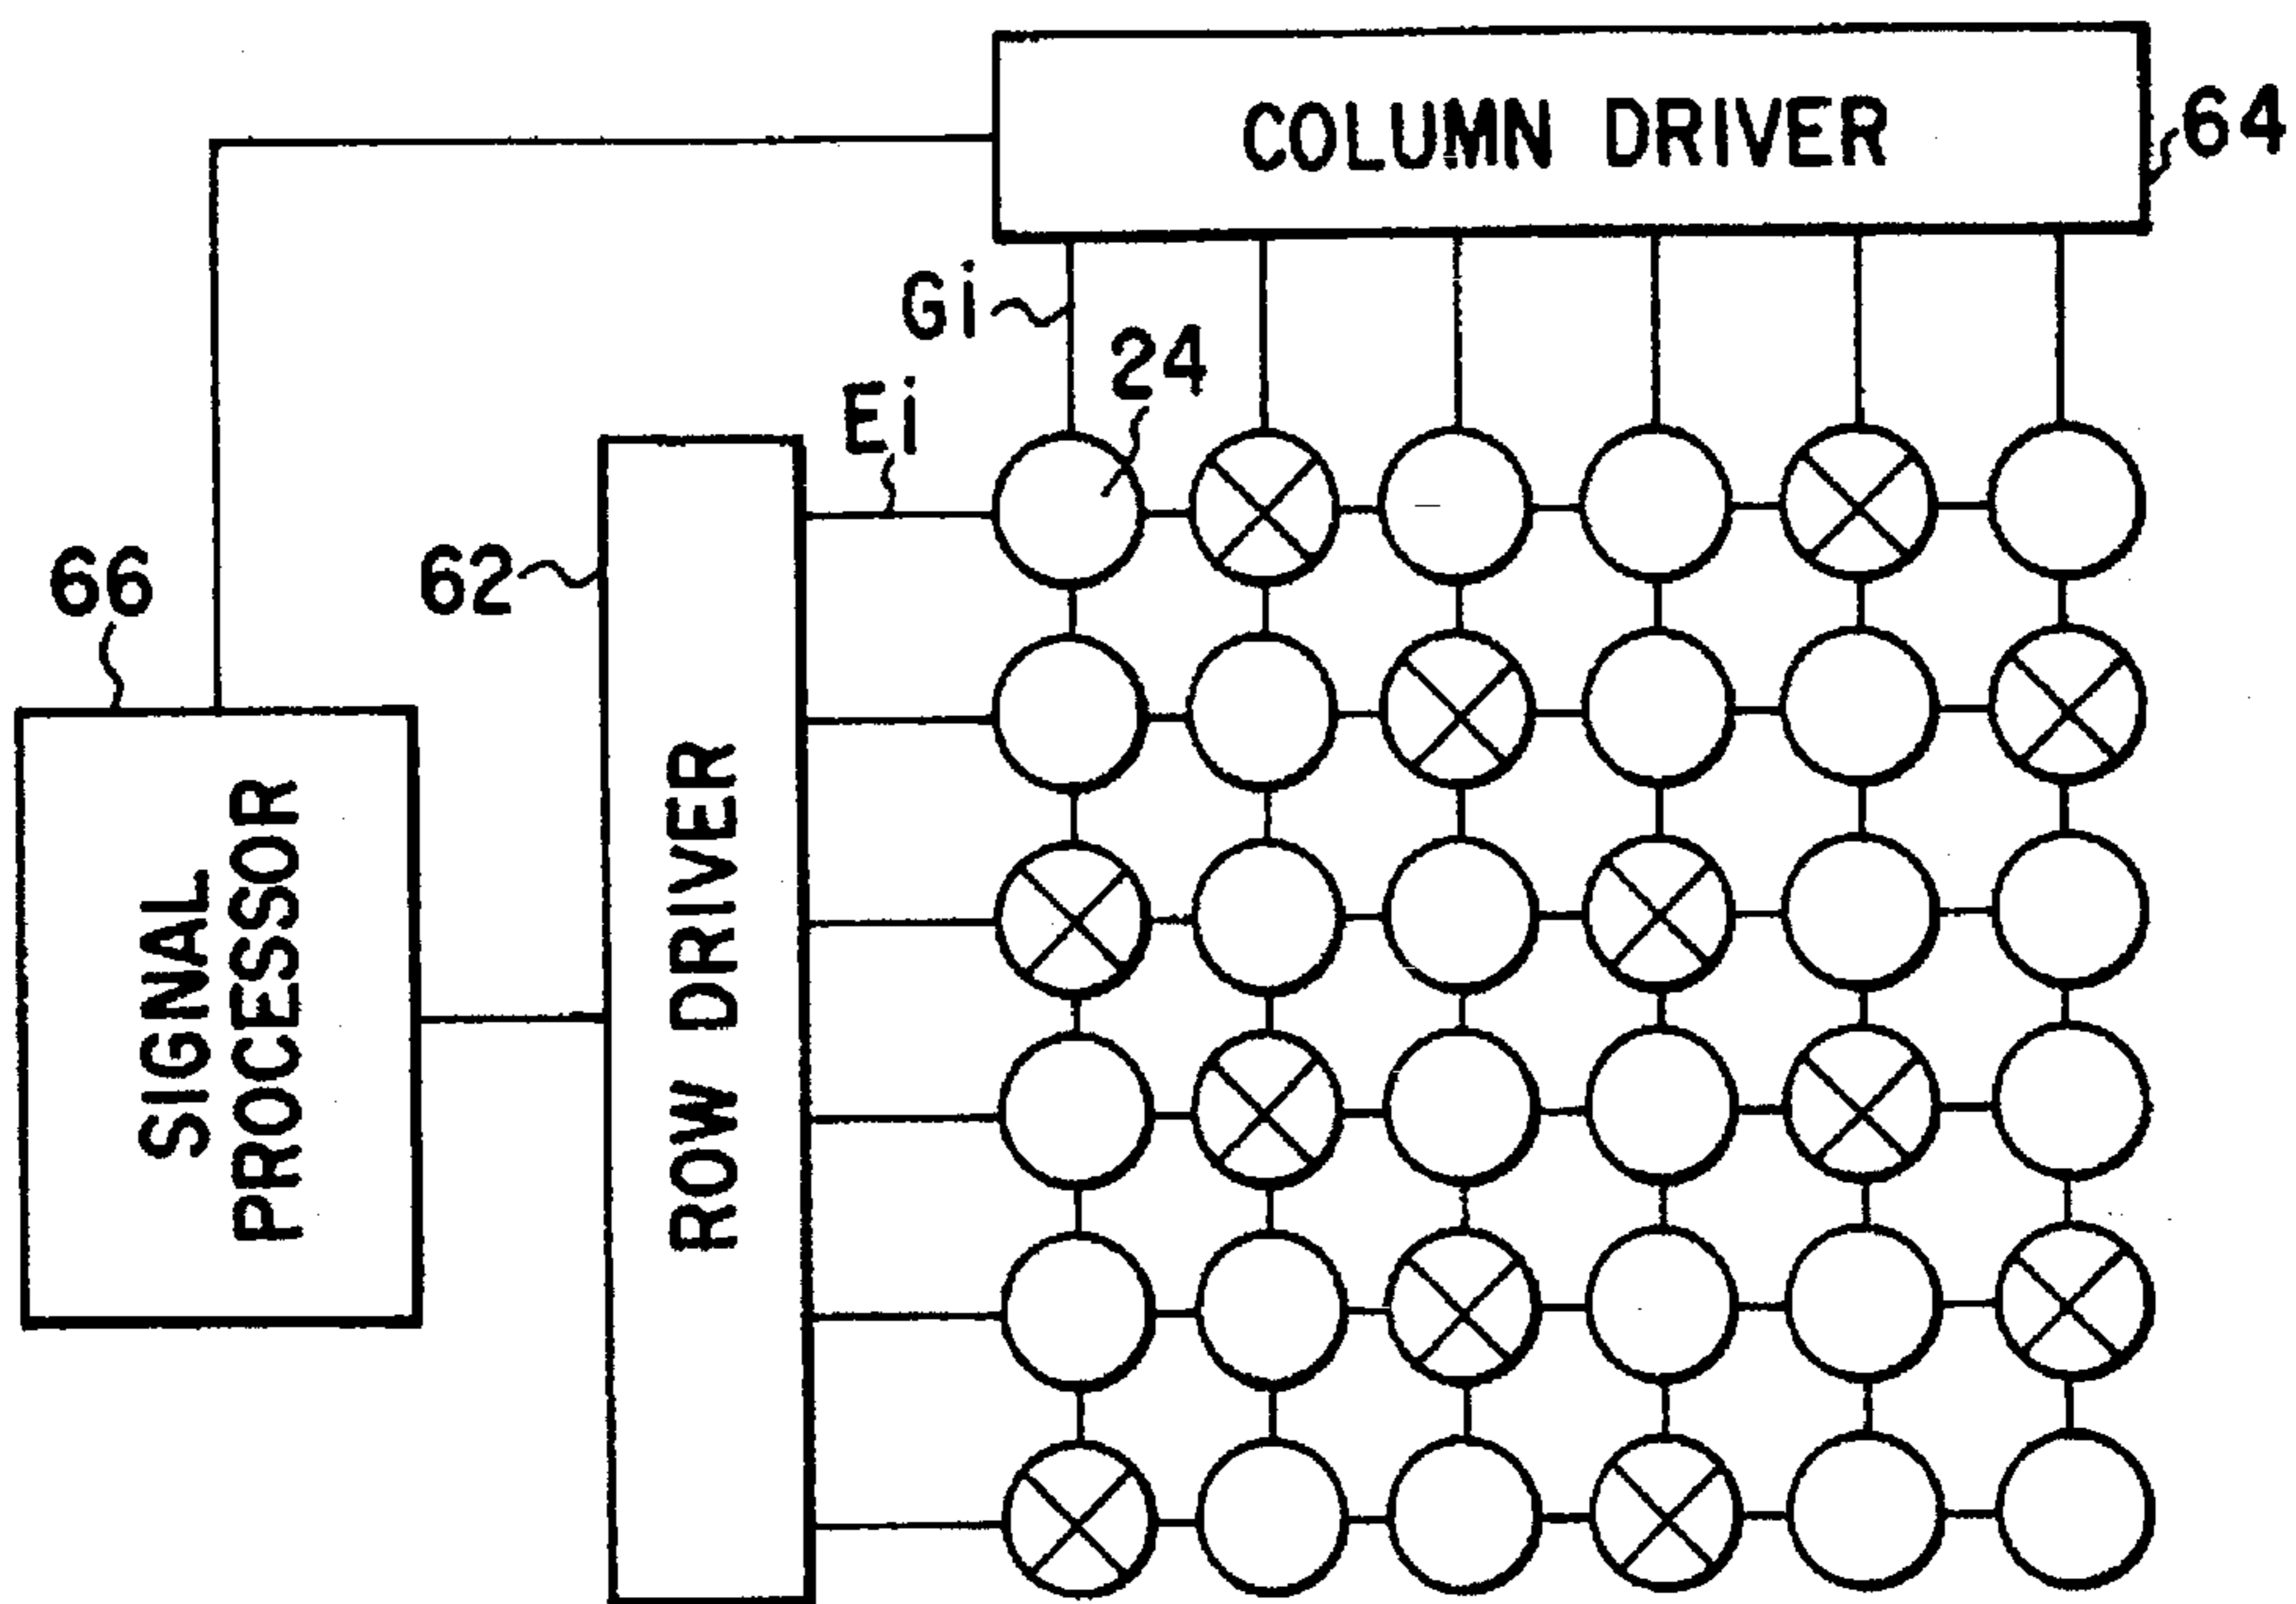 COLUMN DRIVER
64
Gi
24
Ei
66
62
SIGNAL
PROCESSOR
ROW DRIVER